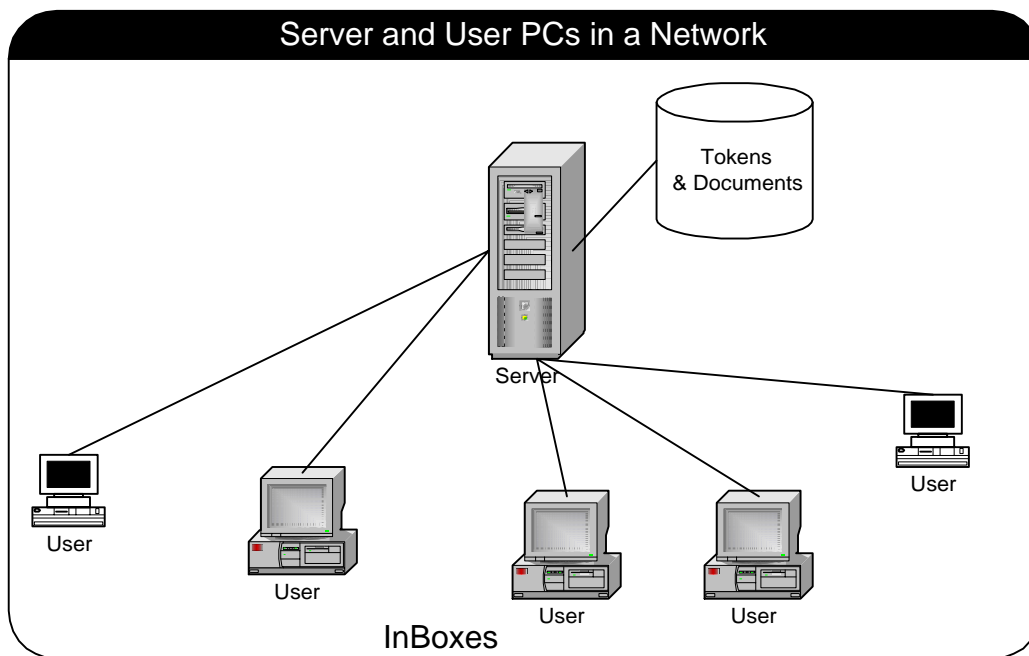 Server and User PCs in a Network
Tokens
& Documents
Server
User
User
User
User
User
InBoxes